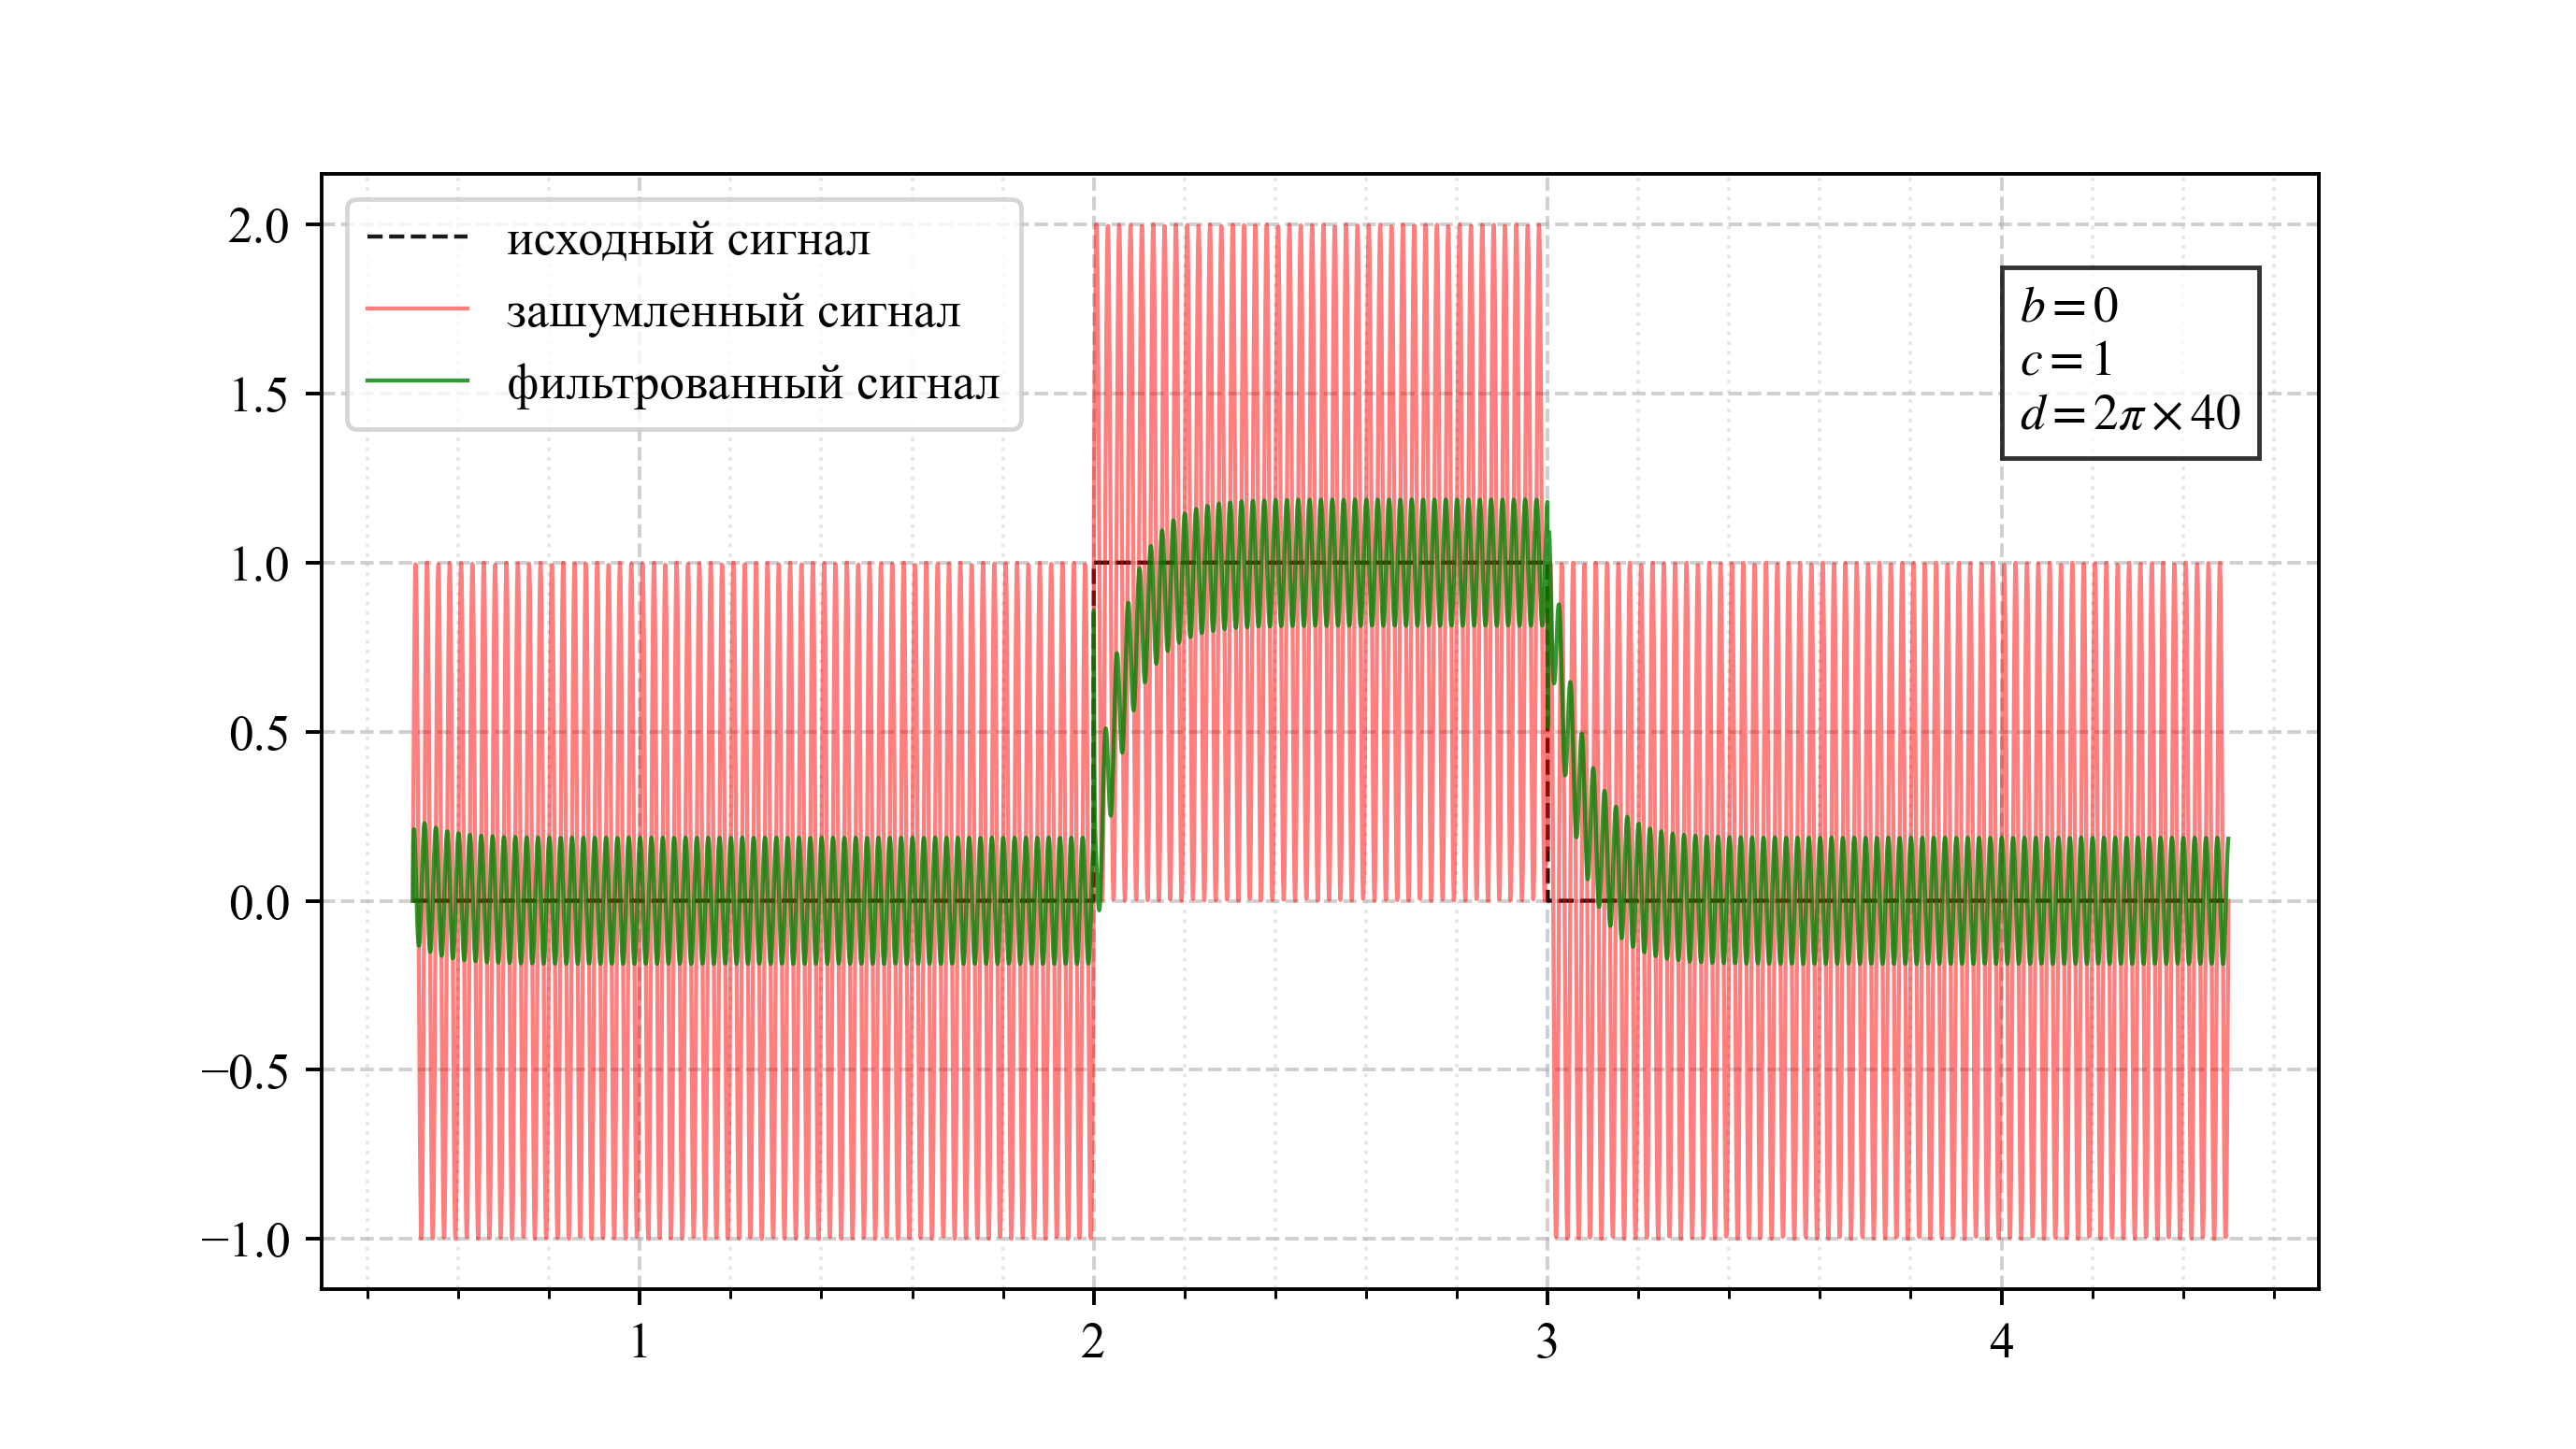 исходный сигнал
зашумленный сигнал
фильтрованный сигнал
b = 0
c = 1
d = 2π × 40
2.0
1.5
1.0
0.5
0.0
−0.5
−1.0
1 2 3 4